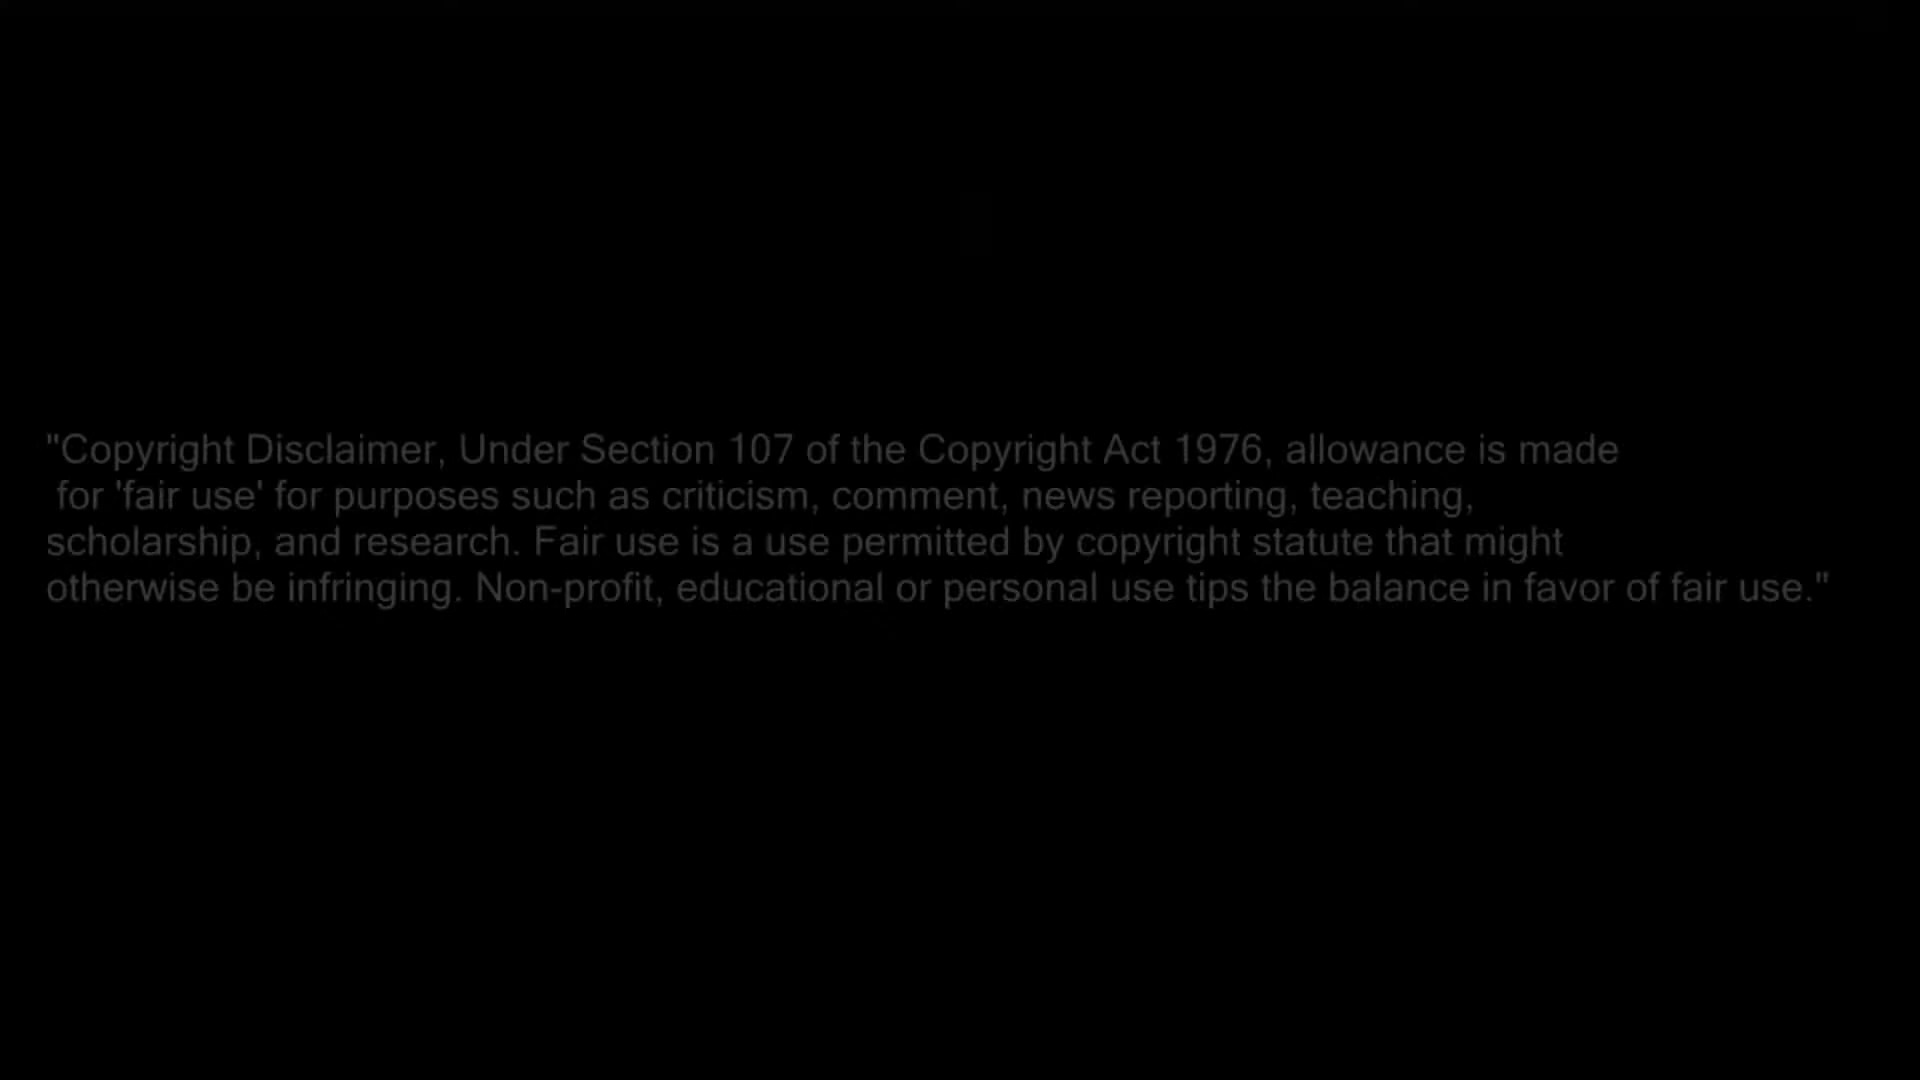 "Copyright Disclaimer, Under Section 107 of the Copyright Act 1976, allowance is made
for 'fair use' for purposes such as criticism, comment, news reporting, teaching,
scholarship, and research. Fair use is a use permitted by copyright statute that might
otherwise be infringing. Non-profit, educational or personal use tips the balance in favor of fair use."